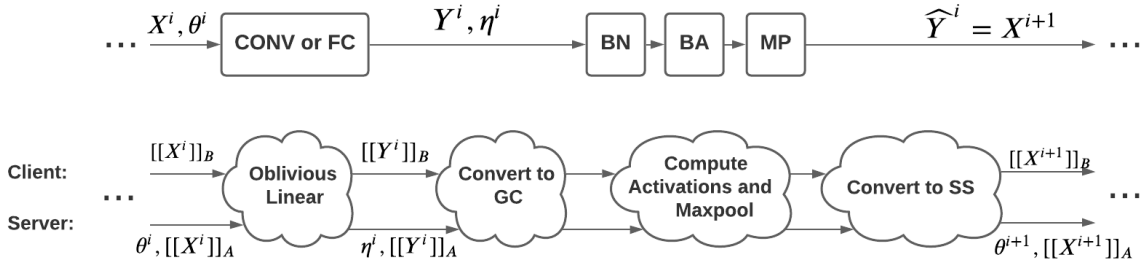 ... X^i, θ^i CONV or FC Y^i, η^i BN BA MP \widehat{Y}^i = X^{i+1} ...
Client: [[X^i]]_B [[Y^i]]_B [[X^{i+1}]]_B
... Oblivious Linear Convert to GC Compute Activations and Maxpool Convert to SS ...
Server: θ^i, [[X^i]]_A η^i, [[Y^i]]_A θ^{i+1}, [[X^{i+1}]]_A